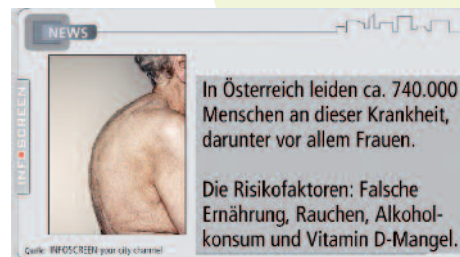 NEWS
INFOSCREEN
In Österreich leiden ca. 740.000
Menschen an dieser Krankheit,
darunter vor allem Frauen.
Die Risikofaktoren: Falsche
Ernährung, Rauchen, Alkohol-
konsum und Vitamin D-Mangel.
Quelle: INFOSCREEN your city channel